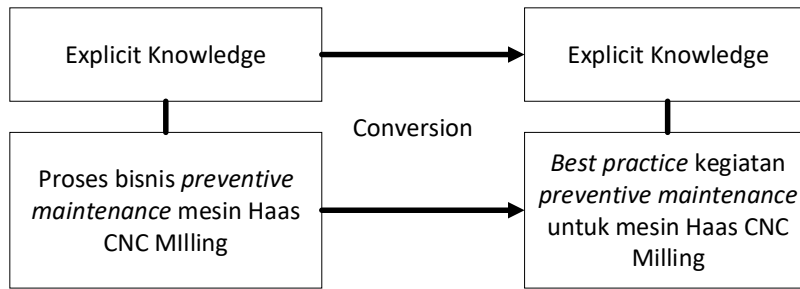 Explicit Knowledge
Explicit Knowledge
Conversion
Proses bisnis preventive
maintenance mesin Haas
CNC MIlling
Best practice kegiatan
preventive maintenance
untuk mesin Haas CNC
Milling